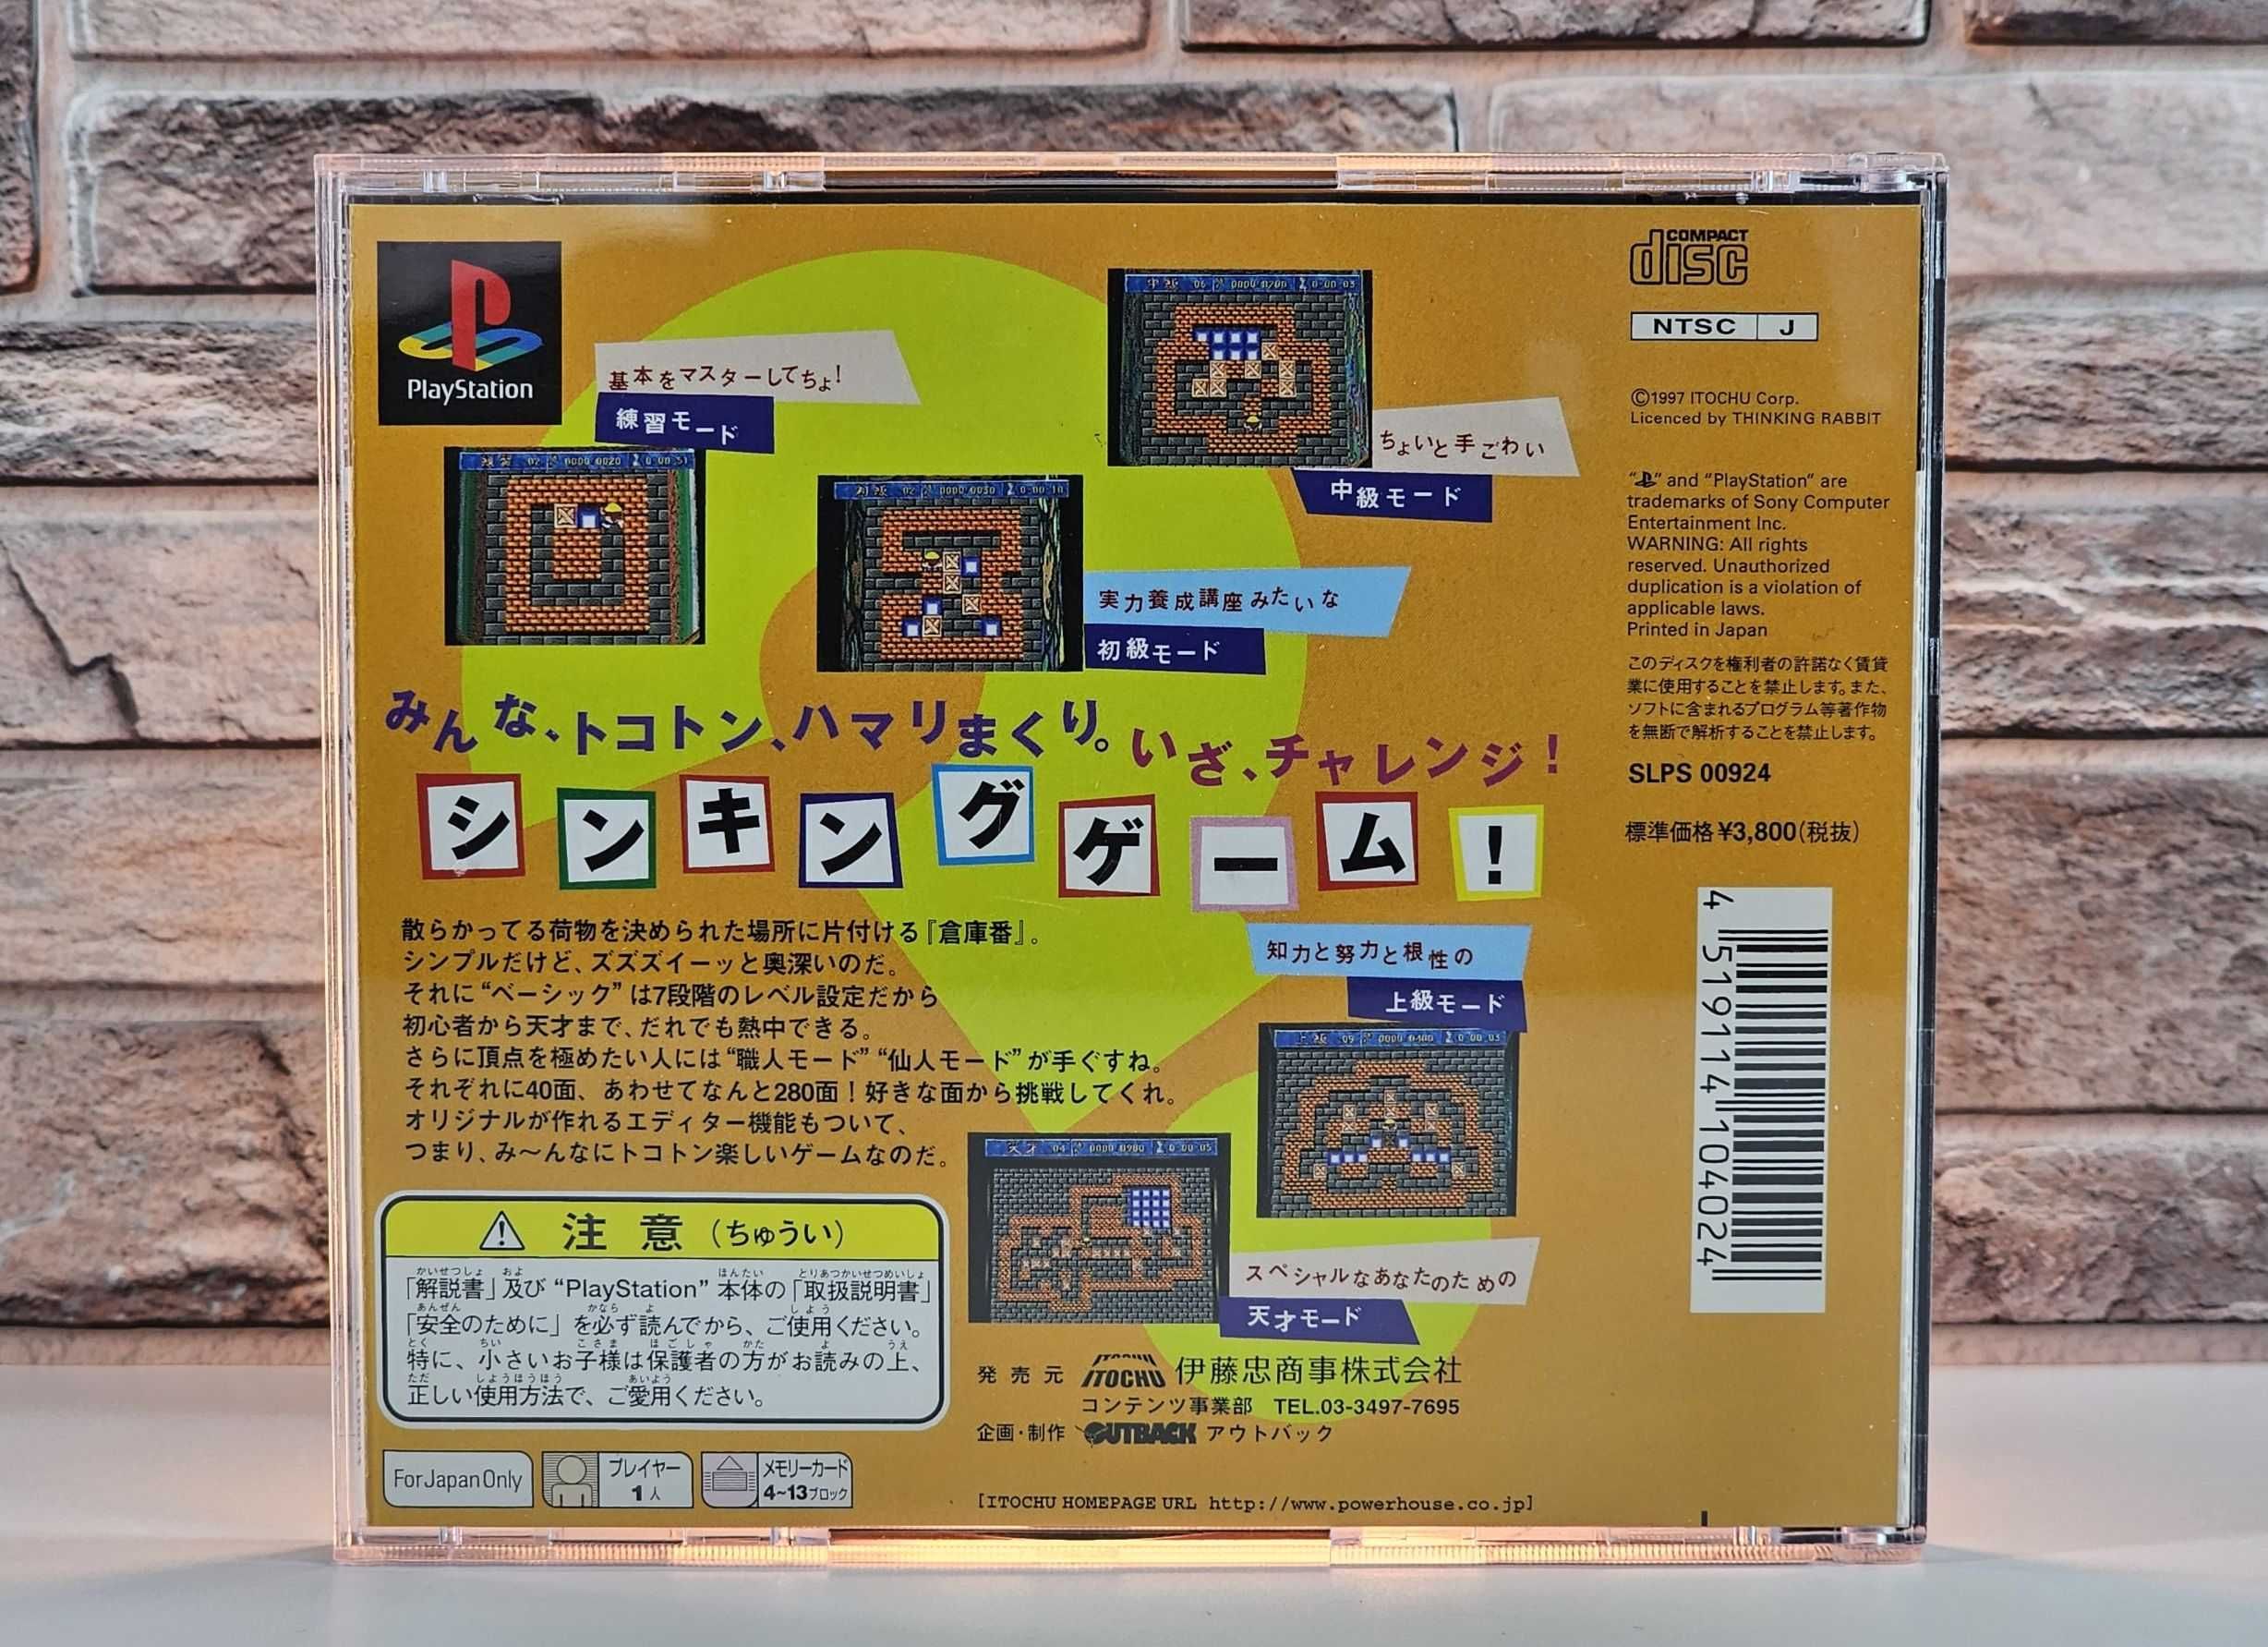 PlayStation
基本をマスターしてちょ!
練習モード
ちょいと手ごわい
中級モード
実力養成講座みたいな
初級モード
みんな、トコトン、ハマリまくり。いざ、チャレンジ!
シンキングゲーム!
散らかってる荷物を決められた場所に片付ける『倉庫番』。
シンプルだけど、ズズズイーッと奥深いのだ。
それに“ベーシック”は7段階のレベル設定だから
初心者から天才まで、だれでも熱中できる。
さらに頂点を極めたい人には“職人モード”“仙人モード”が手ぐすね。
それぞれに40面、あわせてなんと280面!好きな面から挑戦してくれ。
オリジナルが作れるエディター機能もついて、
つまり、み〜んなにトコトン楽しいゲームなのだ。
知力と努力と根性の
上級モード
スペシャルなあなたのための
天才モード
注意(ちゅうい)
「解説書」及び“PlayStation”本体の「取扱説明書」
「安全のために」を必ず読んでから、ご使用ください。
特に、小さいお子様は保護者の方がお読みの上、
正しい使用方法で、ご愛用ください。
For Japan Only
プレイヤー
1人
メモリーカード
4~13ブロック
発売元 ITOCHU 伊藤忠商事株式会社
コンテンツ事業部 TEL.03-3497-7695
企画・制作 OUTBACK アウトバック
[ITOCHU HOMEPAGE URL http://www.powerhouse.co.jp]
COMPACT
disc
NTSC J
©1997 ITOCHU Corp.
Licenced by THINKING RABBIT
“PS” and “PlayStation” are
trademarks of Sony Computer
Entertainment Inc.
WARNING: All rights
reserved. Unauthorized
duplication is a violation of
applicable laws.
Printed in Japan
このディスクを権利者の許諾なく賃貸
業に使用することを禁止します。また、
ソフトに含まれるプログラム等著作物
を無断で解析することを禁止します。
SLPS 00924
標準価格¥3,800(税抜)
4 519114 104024